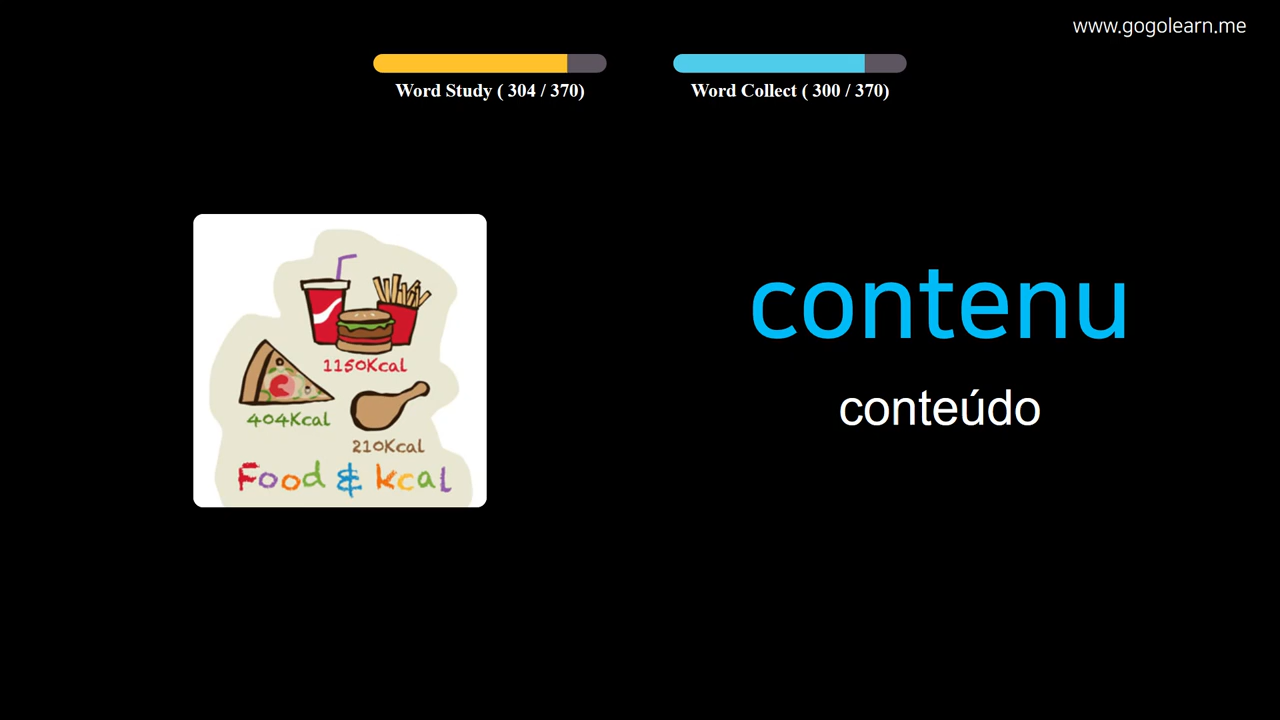 www.gogolearn.me
Word Study ( 304 / 370)
Word Collect ( 300 / 370)
1150Kcal
404Kcal
210Kcal
Food & kcal
contenu
conteúdo